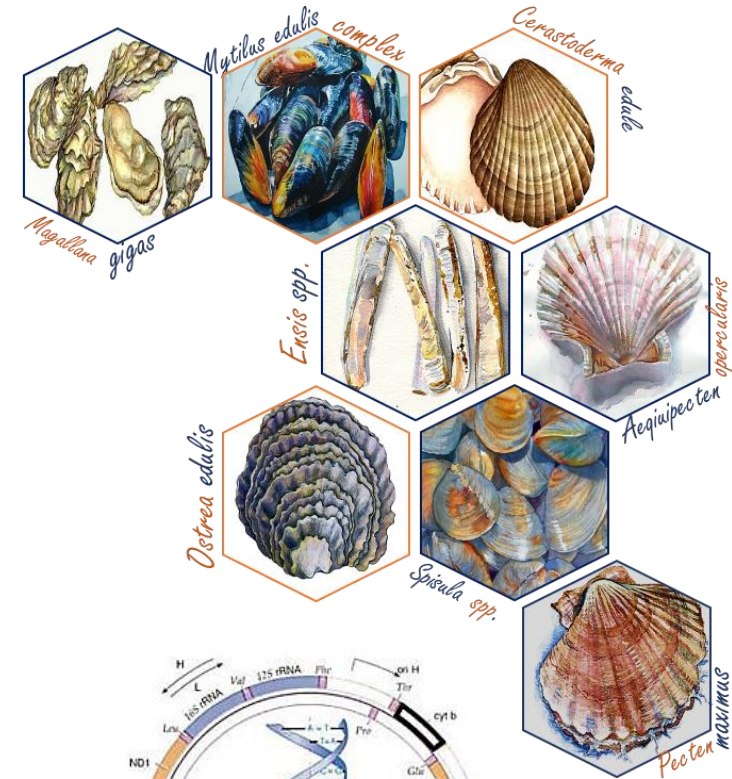 Mytilus edulis complex
Cerastoderma edule
Magallana gigas
Ensis spp.
Aeqiuipecten opercularis
Ostrea edulis
Spisula spp.
Pecten maximus
H
L
16S rRNA
Val
12S rRNA
Phe
ori H
Thr
cyt b
Pro
Leu
ND1
Glu
A = T
T = A
C = G